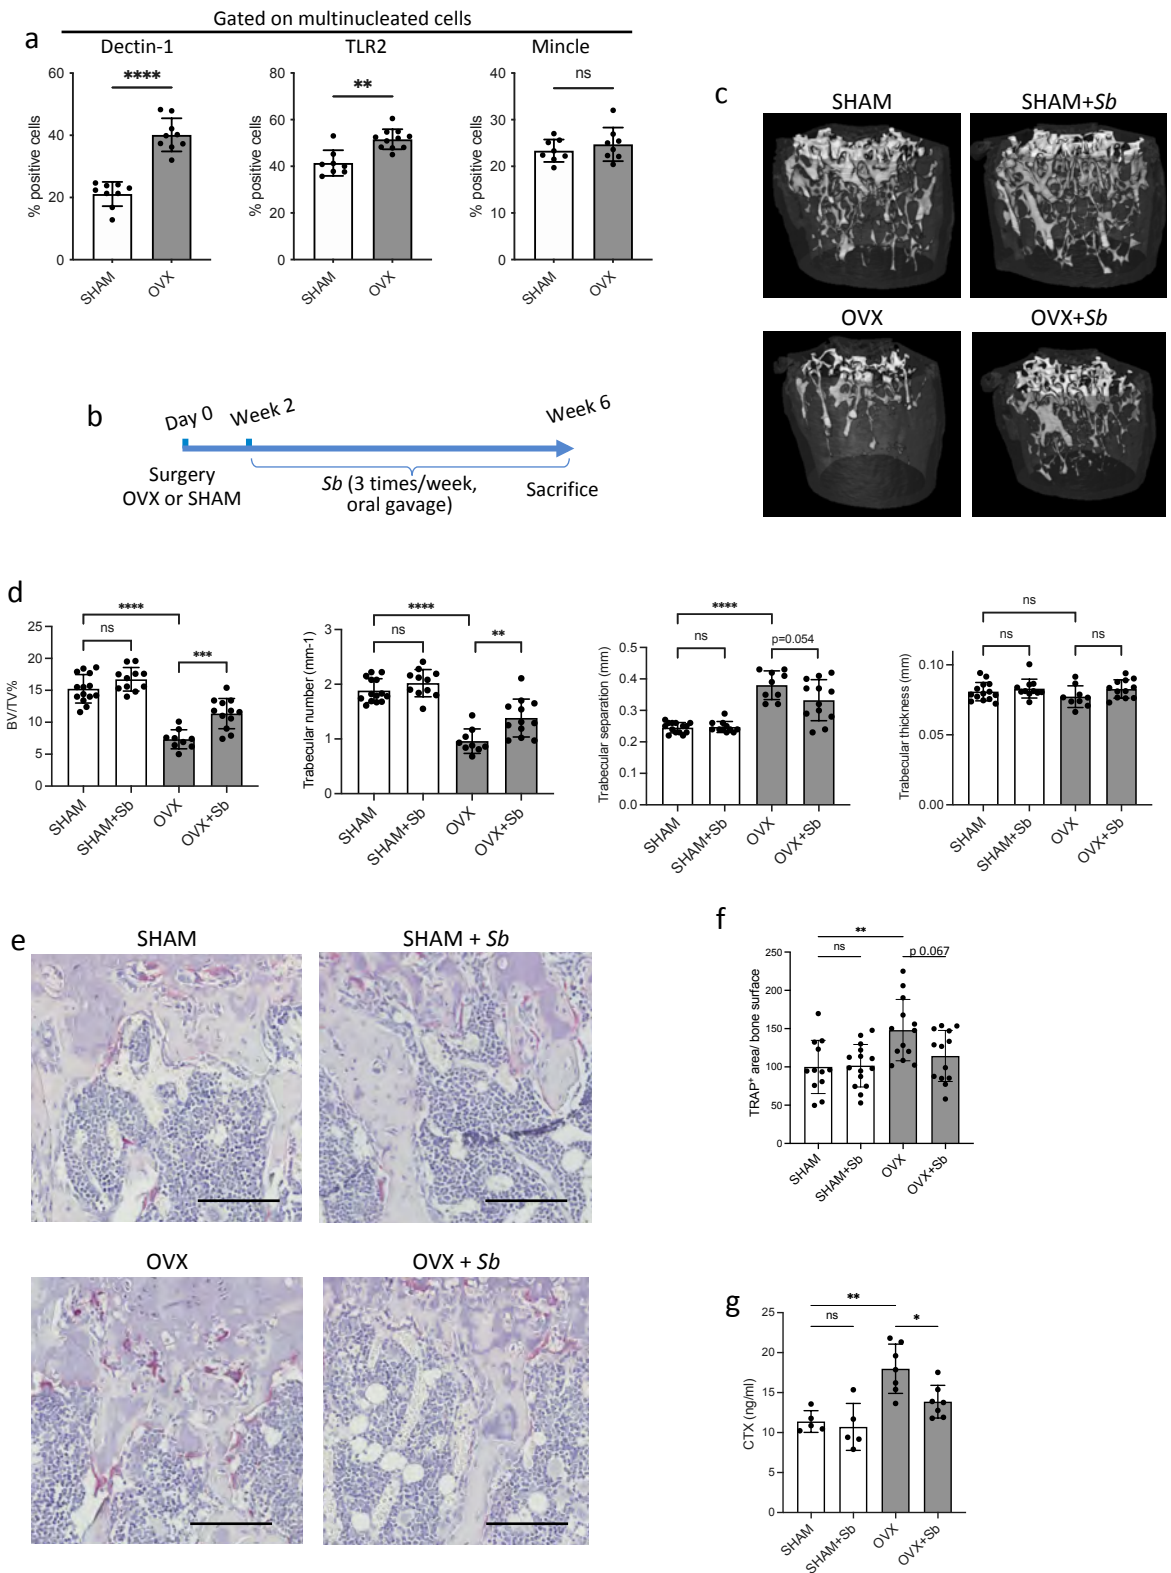 Gated on multinucleated cells
a
Dectin-1
TLR2
Mincle
60
40
20
0
% positive cells
****
SHAM
OVX
80
60
40
20
0
% positive cells
**
SHAM
OVX
40
30
20
10
0
% positive cells
ns
SHAM
OVX
b
Day 0
Week 2
Week 6
Surgery
OVX or SHAM
Sb (3 times/week,
oral gavage)
Sacrifice
c
SHAM
SHAM+Sb
OVX
OVX+Sb
d
25
20
15
10
5
0
BV/TV%
****
ns
***
SHAM
SHAM+Sb
OVX
OVX+Sb
3
2
1
0
Trabecular number (mm-1)
****
ns
**
SHAM
SHAM+Sb
OVX
OVX+Sb
0.5
0.4
0.3
0.2
0.1
0.0
Trabecular separation (mm)
****
ns
p=0.054
SHAM
SHAM+Sb
OVX
OVX+Sb
0.10
0.05
0.00
Trabecular thickness (mm)
ns
ns
ns
SHAM
SHAM+Sb
OVX
OVX+Sb
e
SHAM
SHAM + Sb
OVX
OVX + Sb
f
250
200
150
100
50
0
TRAP+ area/ bone surface
**
ns
p 0.067
SHAM
SHAM+Sb
OVX
OVX+Sb
g
25
20
15
10
5
0
CTX (ng/ml)
**
ns
*
SHAM
SHAM+Sb
OVX
OVX+Sb